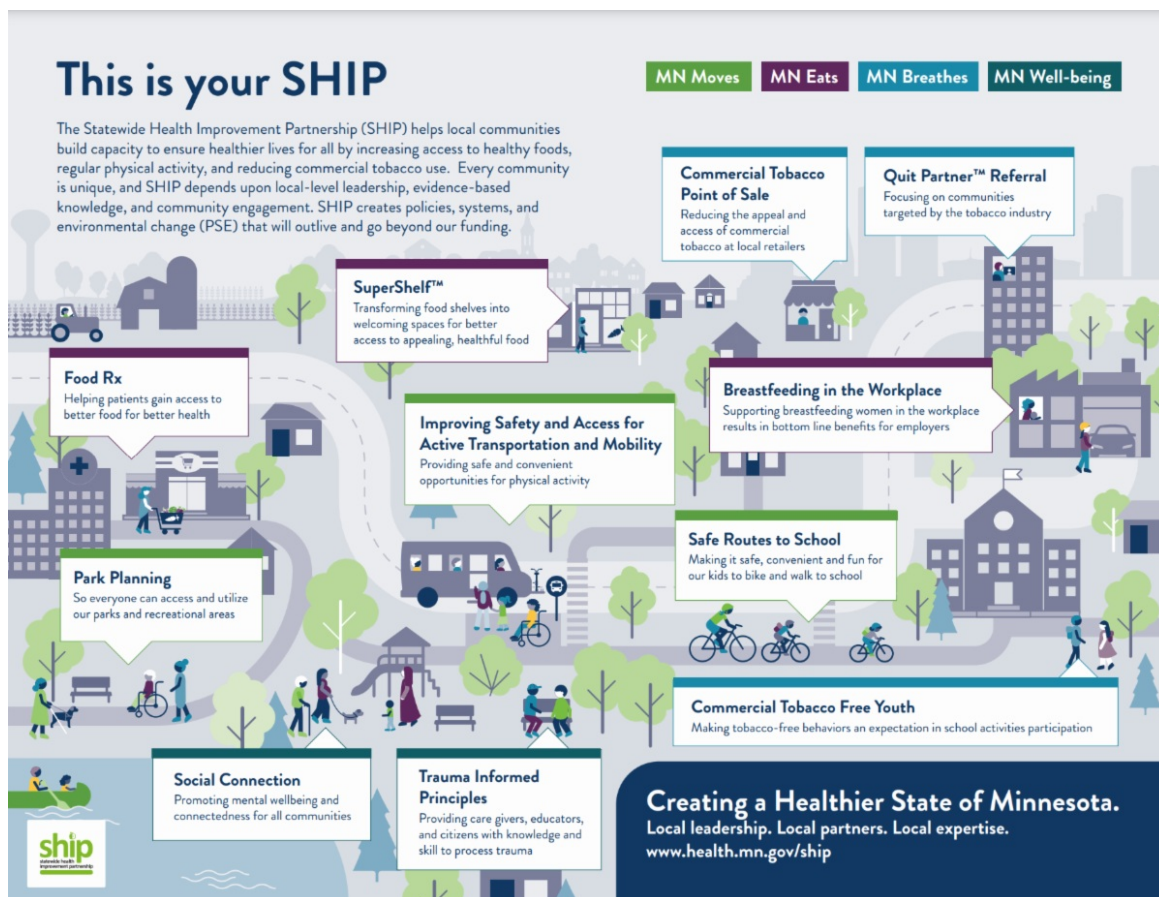 This is your SHIP
MN Moves
MN Eats
MN Breathes
MN Well-being
The Statewide Health Improvement Partnership (SHIP) helps local communities
build capacity to ensure healthier lives for all by increasing access to healthy foods,
regular physical activity, and reducing commercial tobacco use. Every community
is unique, and SHIP depends upon local-level leadership, evidence-based
knowledge, and community engagement. SHIP creates policies, systems, and
environmental change (PSE) that will outlive and go beyond our funding.
Commercial Tobacco
Point of Sale
Reducing the appeal and
access of commercial
tobacco at local retailers
Quit Partner™ Referral
Focusing on communities
targeted by the tobacco industry
SuperShelf™
Transforming food shelves into
welcoming spaces for better
access to appealing, healthful food
Food Rx
Helping patients gain access to
better food for better health
Breastfeeding in the Workplace
Supporting breastfeeding women in the workplace
results in bottom line benefits for employers
Improving Safety and Access for
Active Transportation and Mobility
Providing safe and convenient
opportunities for physical activity
Safe Routes to School
Making it safe, convenient and fun for
our kids to bike and walk to school
Park Planning
So everyone can access and utilize
our parks and recreational areas
Commercial Tobacco Free Youth
Making tobacco-free behaviors an expectation in school activities participation
Social Connection
Promoting mental wellbeing and
connectedness for all communities
Trauma Informed
Principles
Providing care givers, educators,
and citizens with knowledge and
skill to process trauma
Creating a Healthier State of Minnesota.
Local leadership. Local partners. Local expertise.
www.health.mn.gov/ship
ship
statewide health
improvement partnership